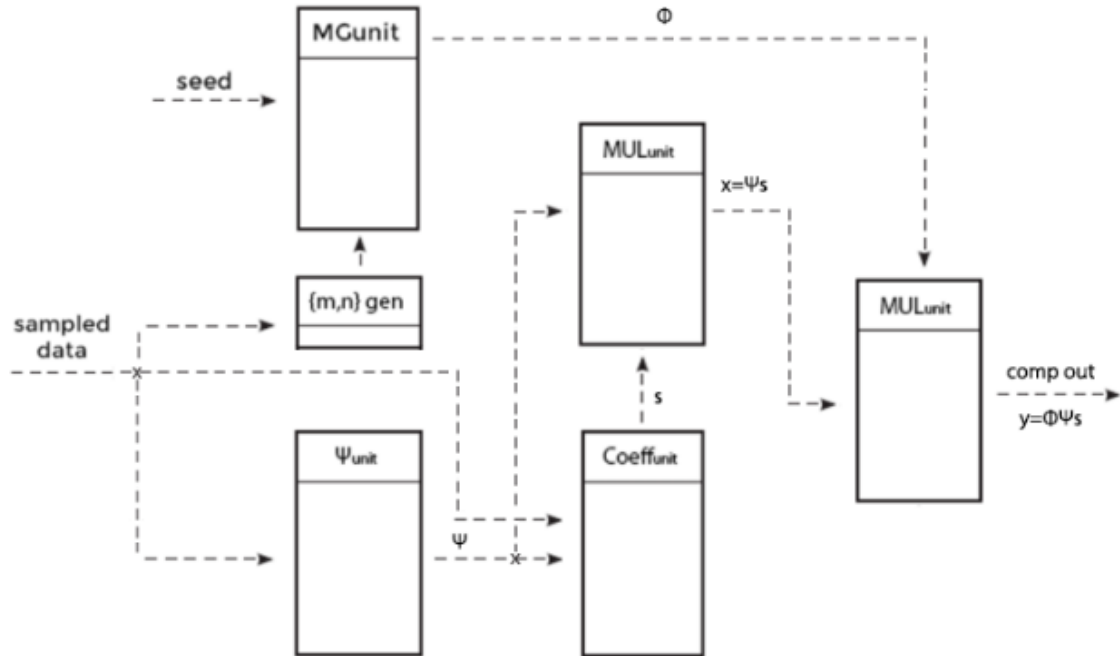 MGunit
Φ
seed
MULunit
x=Ψs
{m,n} gen
MULunit
sampled
data
comp out
y=ΦΨs
s
Ψunit
Coeffunit
Ψ